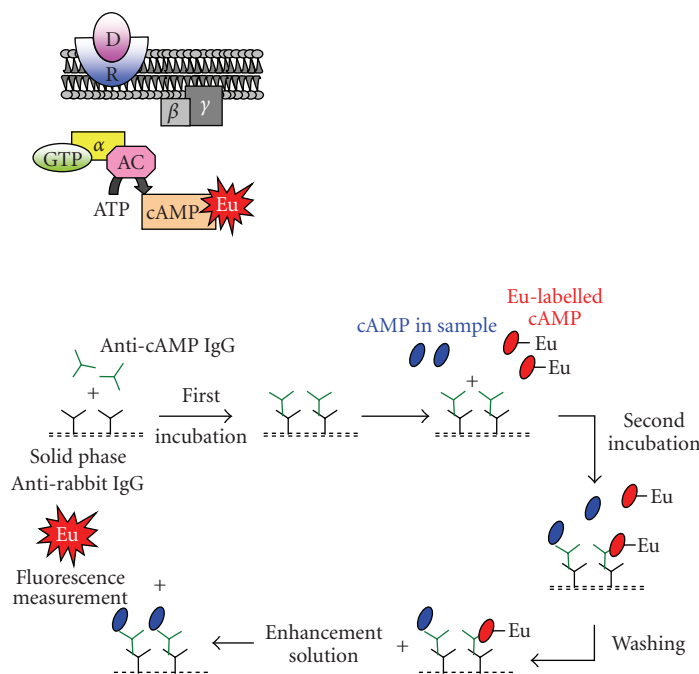 D
R
β
γ
α
GTP
AC
ATP
cAMP
Eu
Eu-labelled
cAMP
cAMP in sample
Anti-cAMP IgG
Eu
Eu
+
+
First
incubation
Second
incubation
Solid phase
Anti-rabbit IgG
Eu
Eu
Eu
Fluorescence
measurement
+
Enhancement
solution
+
Eu
Washing